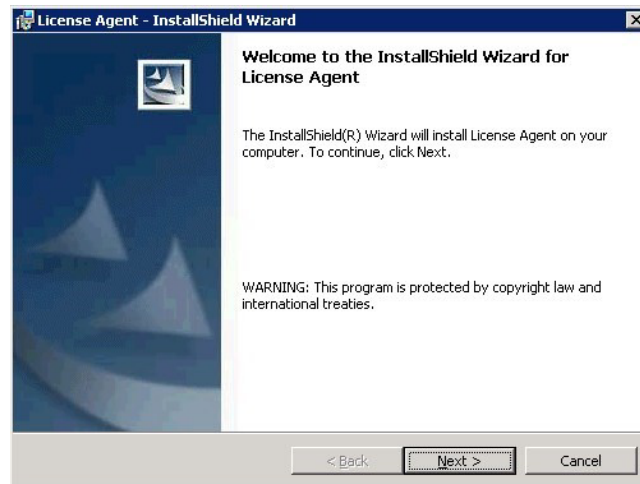 License Agent - InstallShield Wizard
Welcome to the InstallShield Wizard for
License Agent
The InstallShield(R) Wizard will install License Agent on your
computer. To continue, click Next.
WARNING: This program is protected by copyright law and
international treaties.
< Back
Next >
Cancel